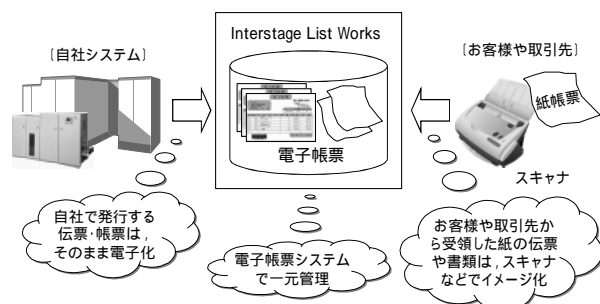 〔自社システム〕
Interstage List Works
〔お客様や取引先〕
紙帳票
電子帳票
スキャナ
自社で発行する
伝票・帳票は，
そのまま電子化
電子帳票システム
で一元管理
お客様や取引先か
ら受領した紙の伝票
や書類は，スキャナ
などでイメージ化